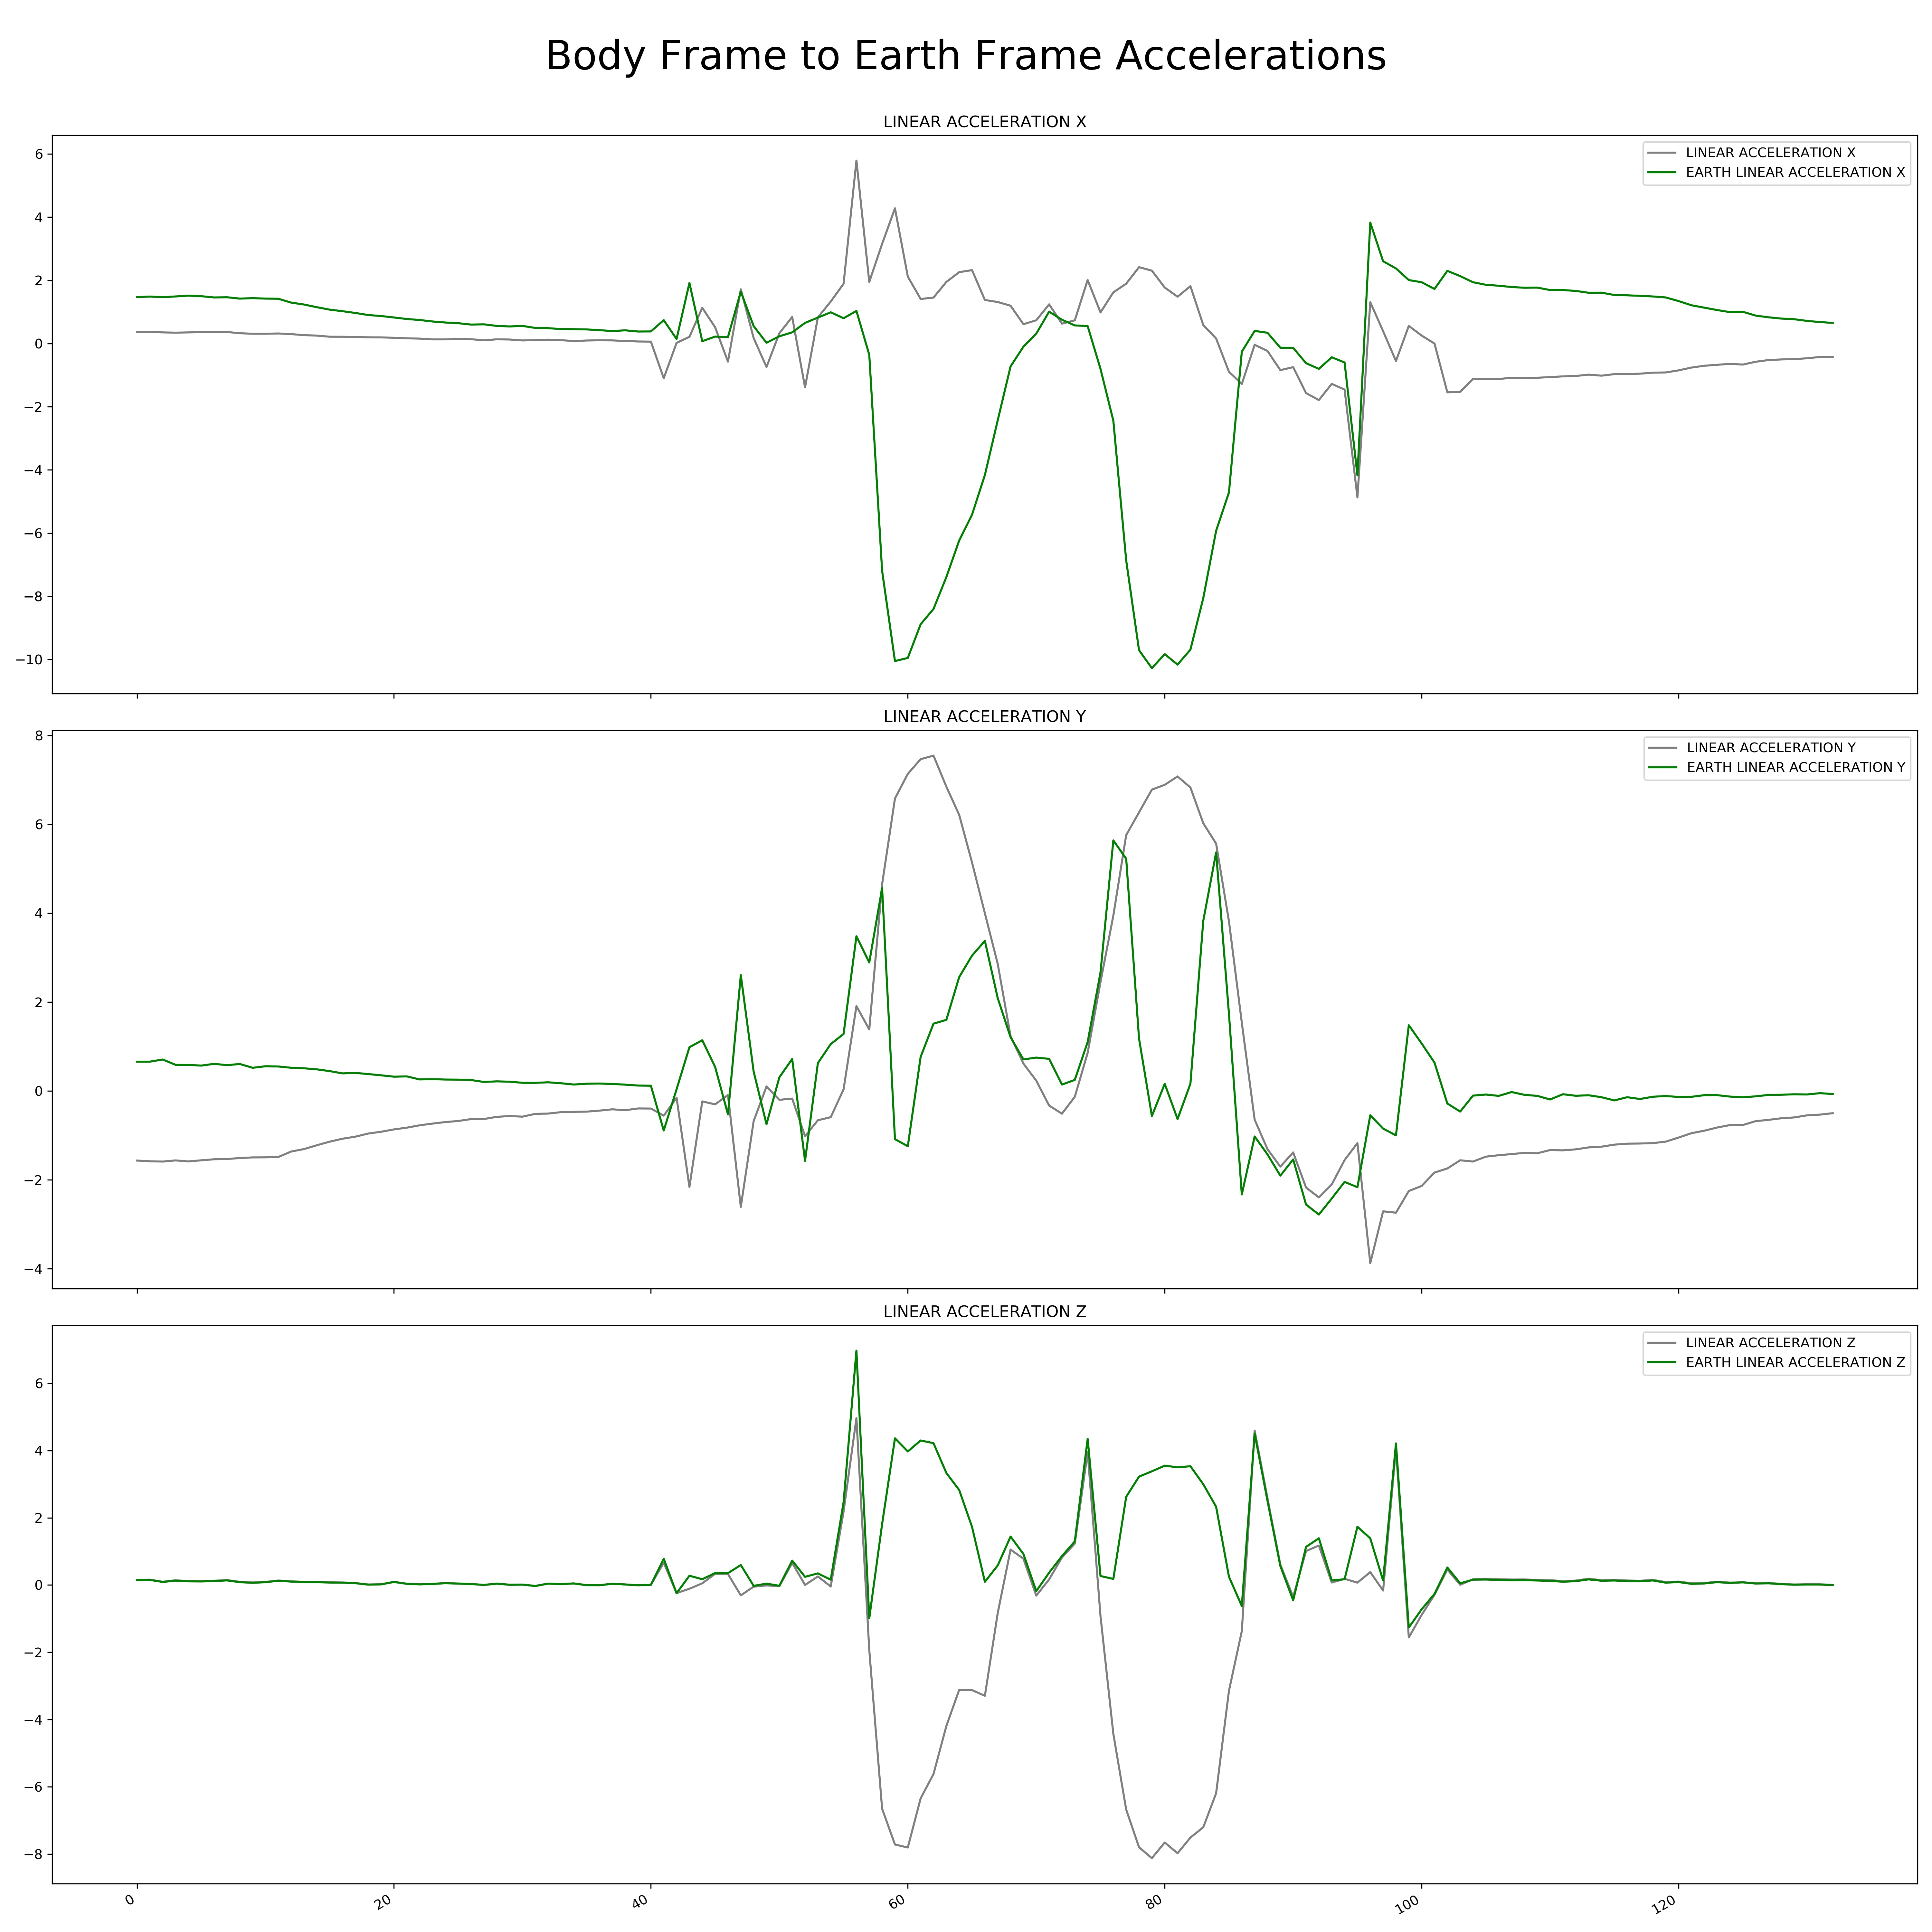 Body Frame to Earth Frame Accelerations
LINEAR ACCELERATION X
LINEAR ACCELERATION X
EARTH LINEAR ACCELERATION X
6
4
2
0
−2
−4
−6
−8
−10
LINEAR ACCELERATION Y
LINEAR ACCELERATION Y
EARTH LINEAR ACCELERATION Y
8
6
4
2
0
−2
−4
LINEAR ACCELERATION Z
LINEAR ACCELERATION Z
EARTH LINEAR ACCELERATION Z
6
4
2
0
−2
−4
−6
−8
0 20 40 60 80 100 120